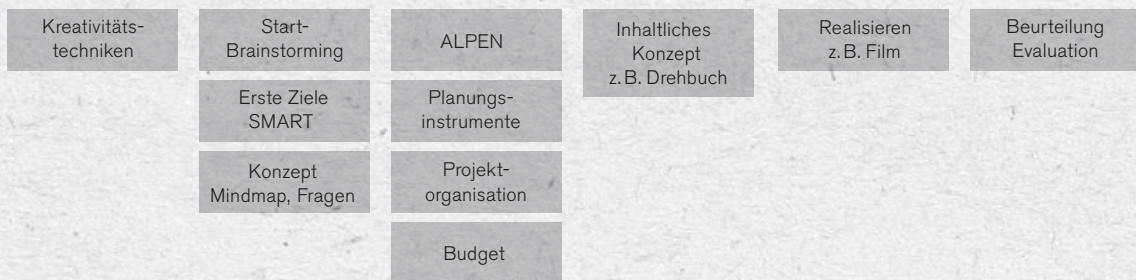 Kreativitäts-
techniken
Start-
Brainstorming
Erste Ziele
SMART
Konzept
Mindmap, Fragen
ALPEN
Planungs-
instrumente
Projekt-
organisation
Budget
Inhaltliches
Konzept
z.B. Drehbuch
Realisieren
z.B. Film
Beurteilung
Evaluation